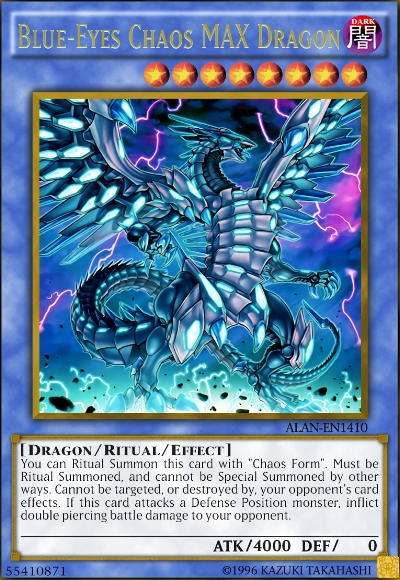 BLUE-EYES CHAOS MAX DRAGON
DARK
闇
ALAN-EN1410
[DRAGON/RITUAL/EFFECT]
You can Ritual Summon this card with "Chaos Form". Must be
Ritual Summoned, and cannot be Special Summoned by other
ways. Cannot be targeted, or destroyed by, your opponent's card
effects. If this card attacks a Defense Position monster, inflict
double piercing battle damage to your opponent.
ATK/4000 DEF/ 0
55410871 ©1996 KAZUKI TAKAHASHI